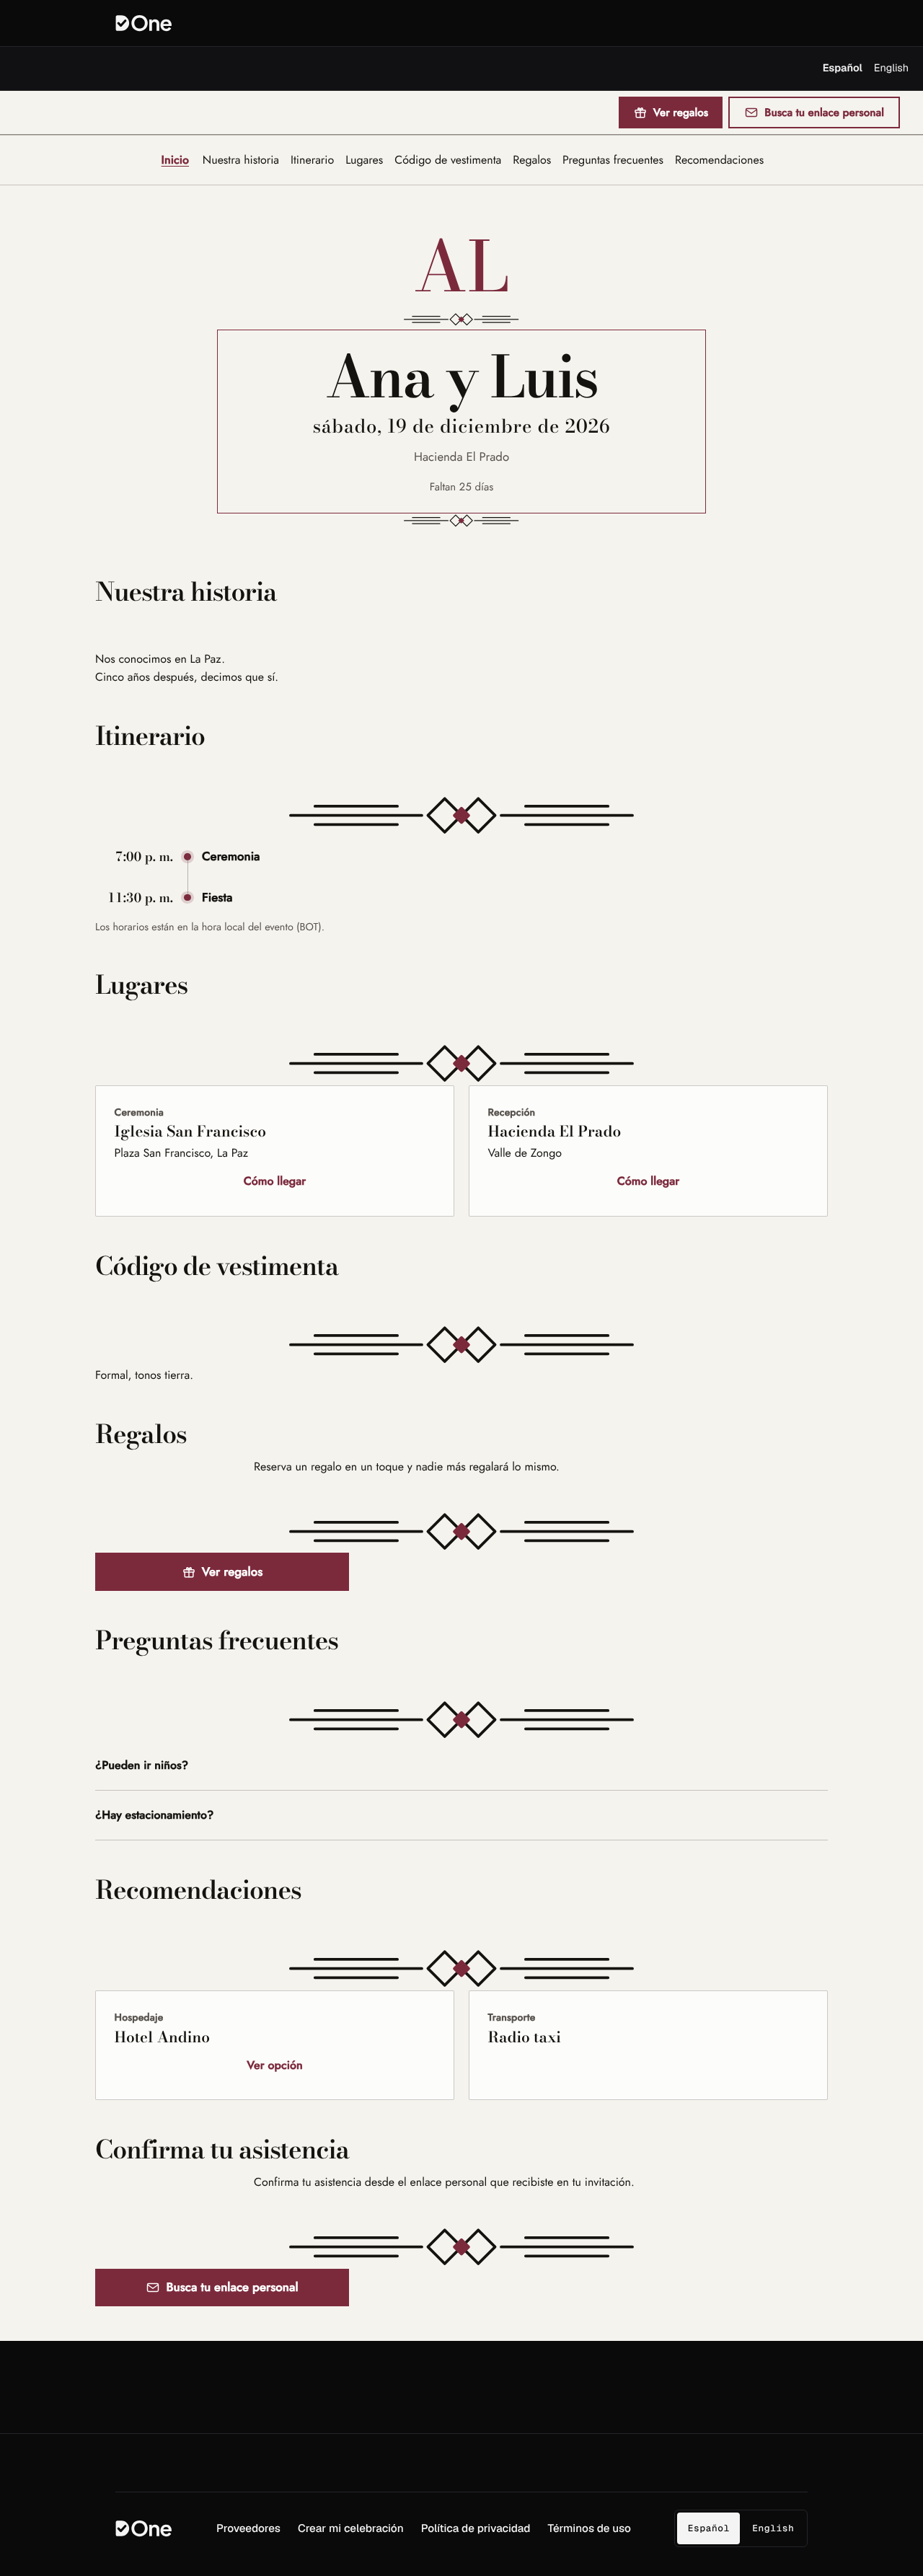 One
Español English
Ver regalos Busca tu enlace personal
Inicio Nuestra historia Itinerario Lugares Código de vestimenta Regalos Preguntas frecuentes Recomendaciones
AL
Ana y Luis
sábado, 19 de diciembre de 2026
Hacienda El Prado
Faltan 25 días
Nuestra historia
Nos conocimos en La Paz.
Cinco años después, decimos que sí.
Itinerario
7:00 p. m. Ceremonia
11:30 p. m. Fiesta
Los horarios están en la hora local del evento (BOT).
Lugares
Ceremonia
Iglesia San Francisco
Plaza San Francisco, La Paz
Cómo llegar
Recepción
Hacienda El Prado
Valle de Zongo
Cómo llegar
Código de vestimenta
Formal, tonos tierra.
Regalos
Reserva un regalo en un toque y nadie más regalará lo mismo.
Ver regalos
Preguntas frecuentes
¿Pueden ir niños?
¿Hay estacionamiento?
Recomendaciones
Hospedaje
Hotel Andino
Ver opción
Transporte
Radio taxi
Confirma tu asistencia
Confirma tu asistencia desde el enlace personal que recibiste en tu invitación.
Busca tu enlace personal
One
Proveedores Crear mi celebración Política de privacidad Términos de uso
Español English